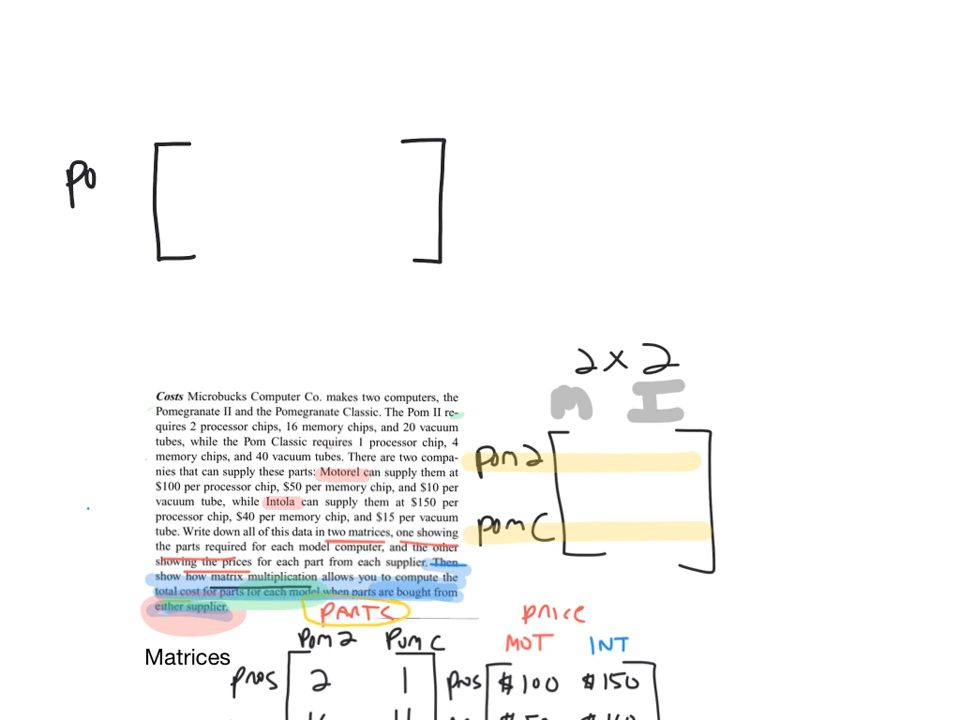 po
2 x 2
M I
Costs Microbucks Computer Co. makes two computers, the
Pomegranate II and the Pomegranate Classic. The Pom II re-
quires 2 processor chips, 16 memory chips, and 20 vacuum
tubes, while the Pom Classic requires 1 processor chip, 4
memory chips, and 40 vacuum tubes. There are two compa-
nies that can supply these parts: Motorel can supply them at
$100 per processor chip, $50 per memory chip, and $10 per
vacuum tube, while Intola can supply them at $150 per
processor chip, $40 per memory chip, and $15 per vacuum
tube. Write down all of this data in two matrices, one showing
the parts required for each model computer, and the other
showing the prices for each part from each supplier. Then
show how matrix multiplication allows you to compute the
total cost for parts for each model when parts are bought from
either supplier.
pom 2
pom C
PARTS
price
Pom 2 Pom C
MOT INT
Matrices
pros 2 1
pros $100 $150